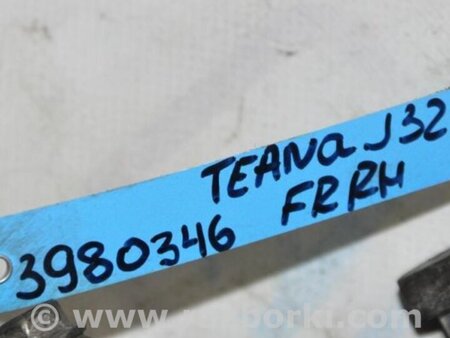 TEANA J32
3980346 FRRH
© www.razborki.com